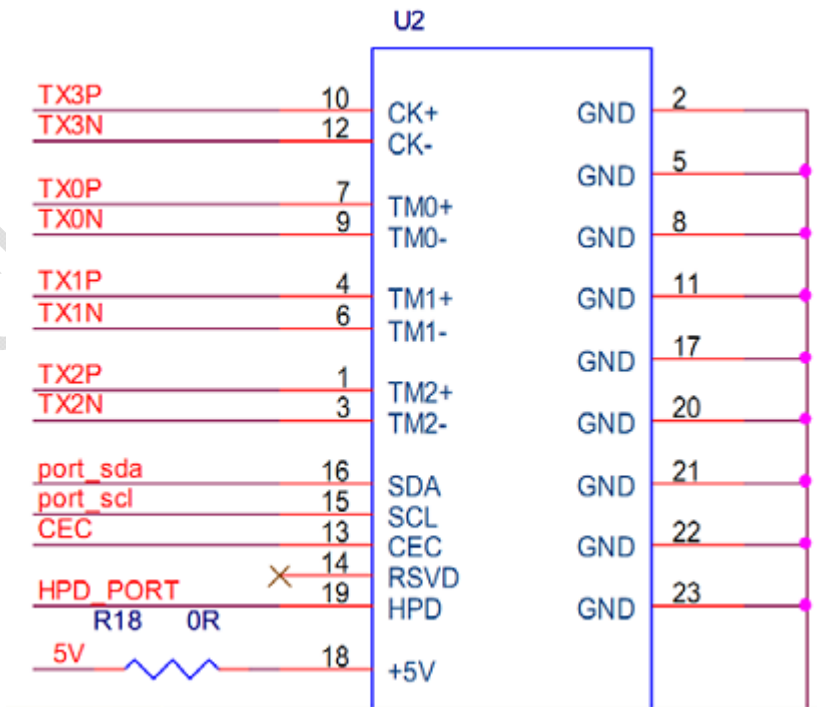 U2
TX3P 10 CK+ GND 2
TX3N 12 CK-
GND 5
TX0P 7 TM0+
TX0N 9 TM0- GND 8
TX1P 4 TM1+ GND 11
TX1N 6 TM1-
GND 17
TX2P 1 TM2+
TX2N 3 TM2- GND 20
port_sda 16 SDA GND 21
port_scl 15 SCL
CEC 13 CEC GND 22
14 RSVD
HPD_PORT 19 HPD GND 23
R18 0R
5V 18 +5V